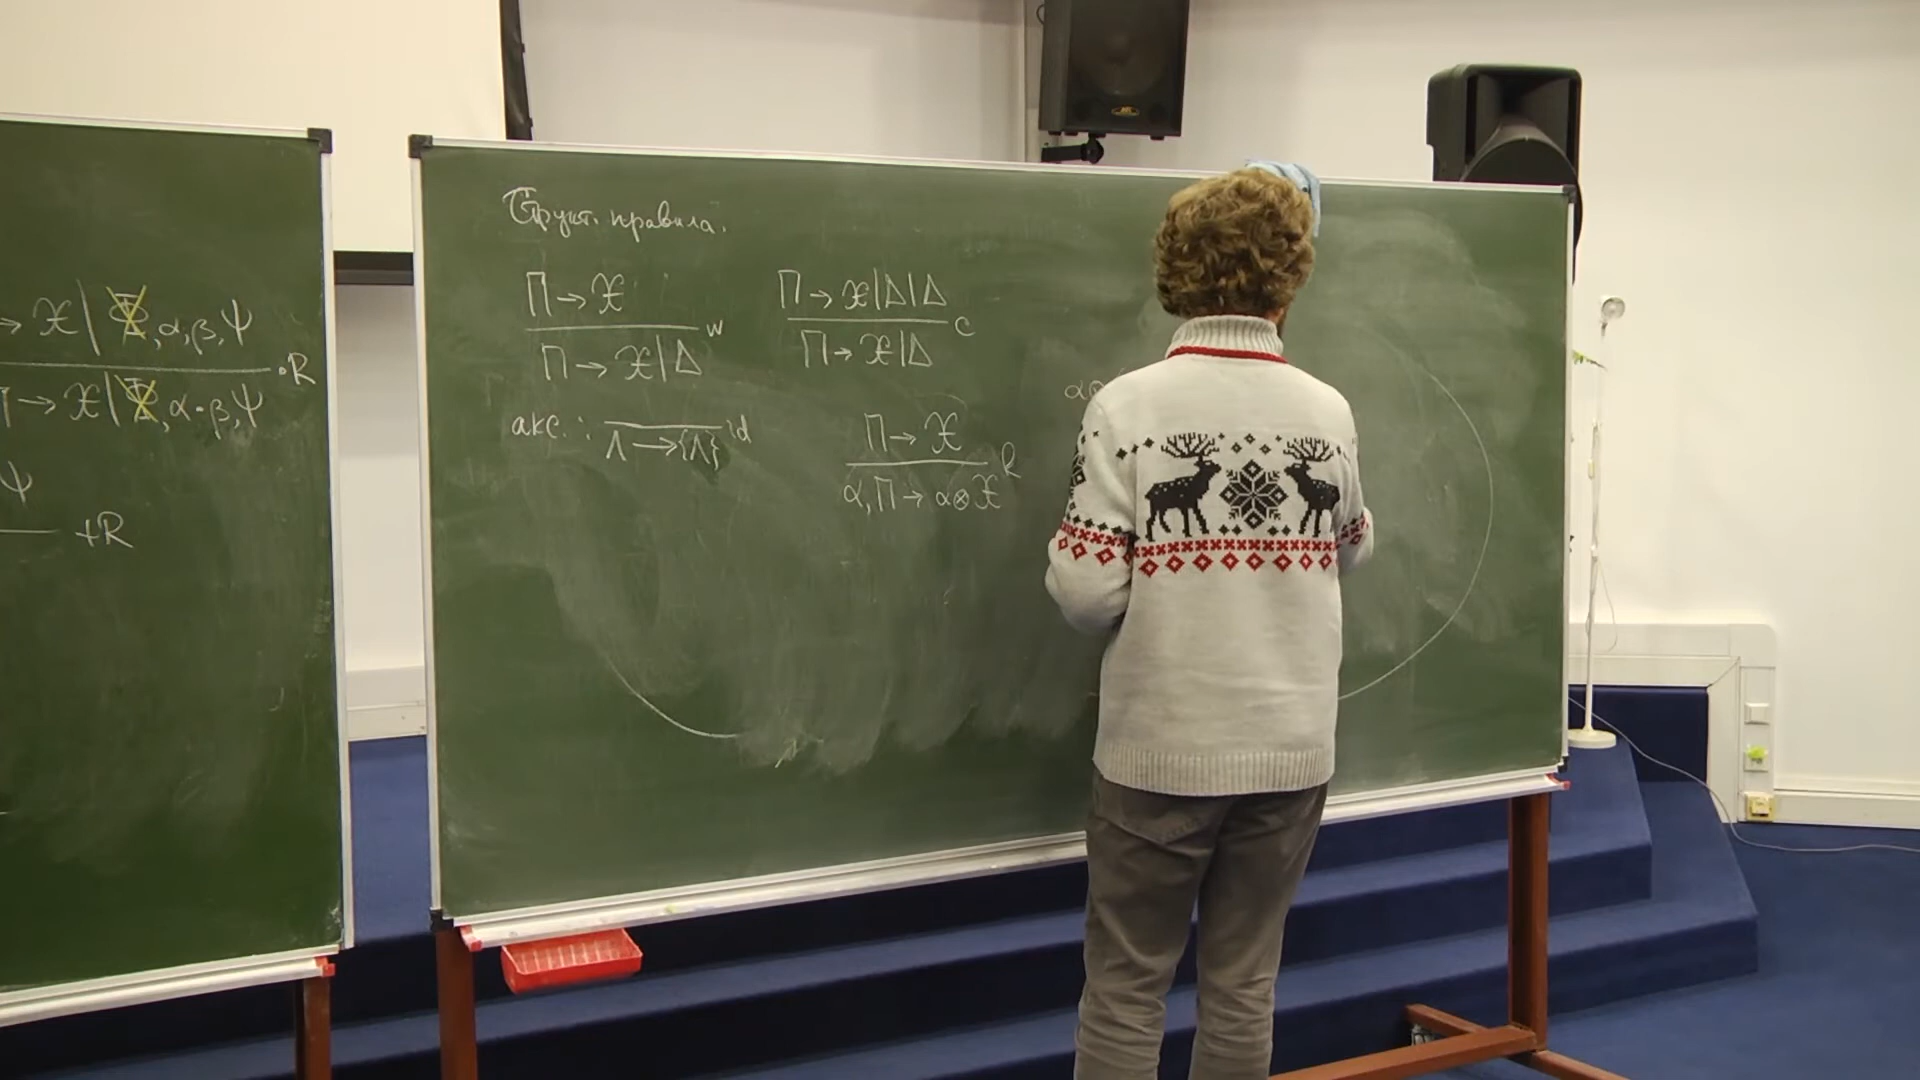 → 𝒳 | Φ, α, β, Ψ
·R
Π → 𝒳 | Φ, α·β, Ψ
Ψ
+R
Структ. правила.
Π → 𝒳
w
Π → 𝒳 | Δ
Π → 𝒳 | Δ | Δ
c
Π → 𝒳 | Δ
акс.:
id
Λ → {Λ}
Π → 𝒳
R
α, Π → α ⊗ 𝒳
α⊗